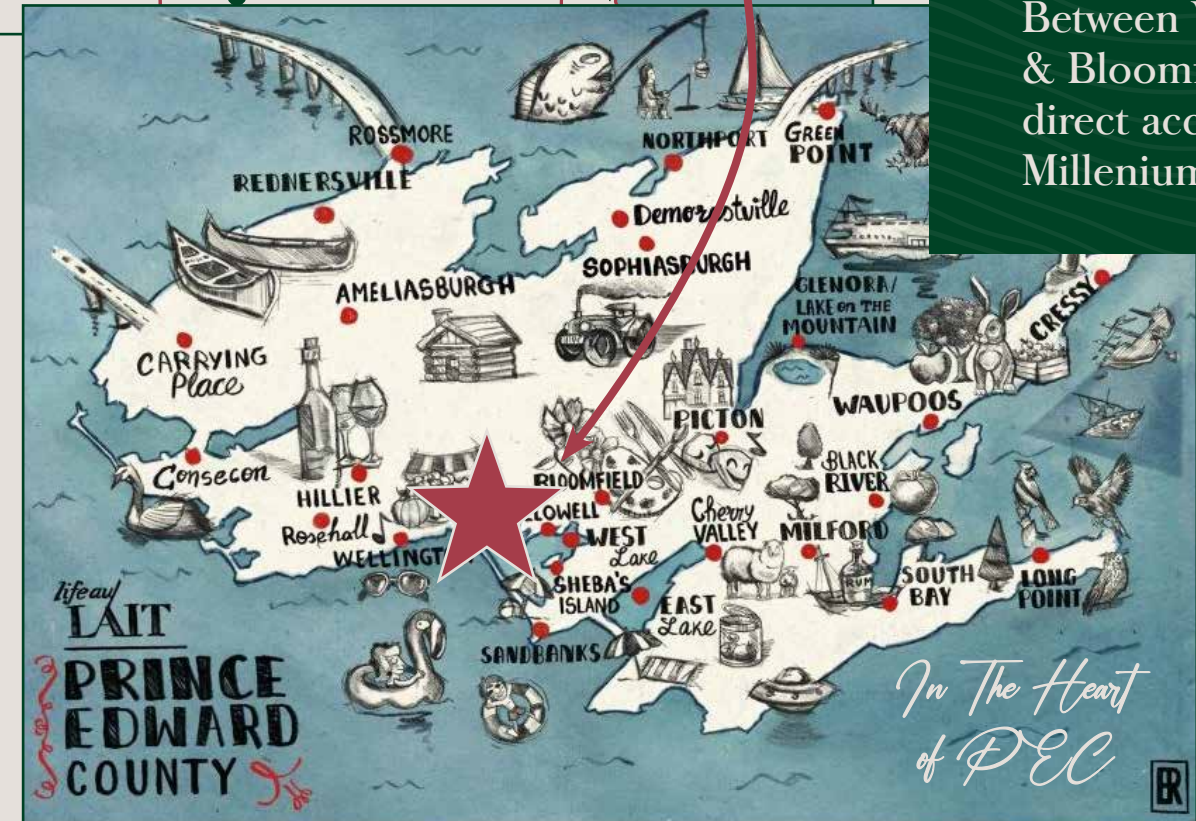 Between
& Bloom
direct acc
Millenium
ROSSMORE
NORTHPORT
GREEN
POINT
REDNERSVILLE
Demorestville
SOPHIASBURGH
AMELIASBURGH
GLENORA/
LAKE on THE
MOUNTAIN
CRESSY
CARRYING
Place
WAUPOOS
PICTON
Consecon
BLACK
RIVER
BLOOMFIELD
HILLIER
LOWELL
Cherry
VALLEY
MILFORD
Rosehall
WEST
Lake
WELLINGT
SHEBA'S
ISLAND
SOUTH
BAY
LONG
POINT
EAST
Lake
RUM
SANDBANKS
life au
LAIT
PRINCE
EDWARD
COUNTY
In The Heart
of PEC
ER